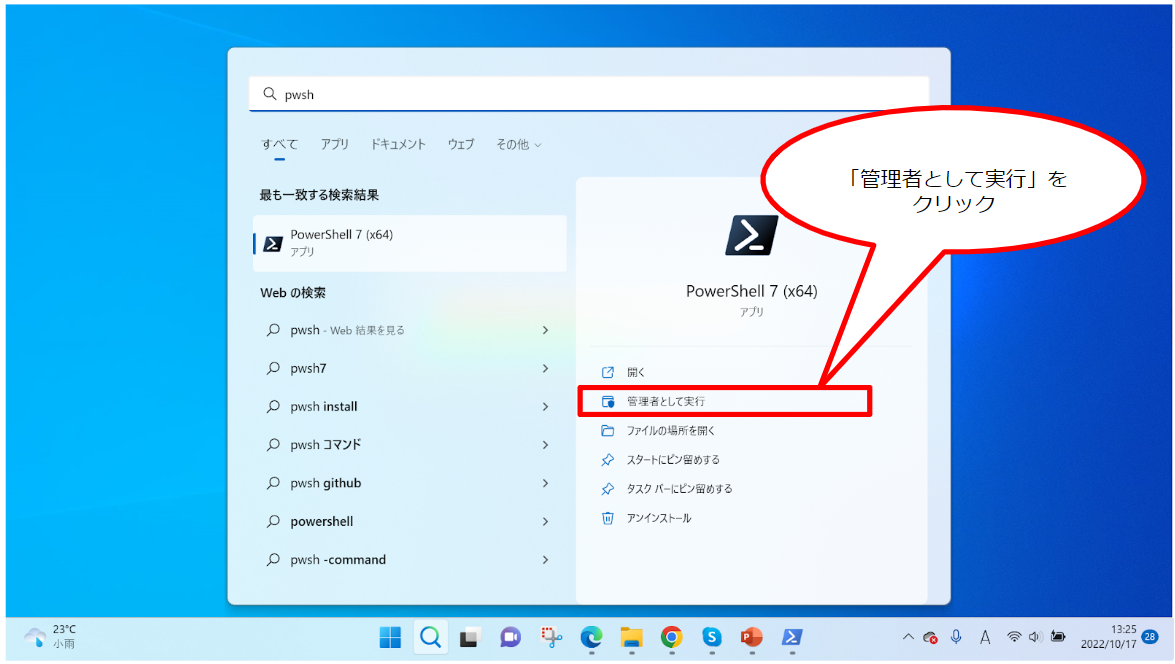 pwsh
すべて アプリ ドキュメント ウェブ その他
最も一致する検索結果
PowerShell 7 (x64)
アプリ
Web の検索
pwsh - Web 結果を見る
pwsh7
pwsh install
pwsh コマンド
pwsh github
powershell
pwsh -command
PowerShell 7 (x64)
アプリ
開く
管理者として実行
ファイルの場所を開く
スタートにピン留めする
タスク バーにピン留めする
アンインストール
「管理者として実行」を
クリック
23°C
小雨
A
13:25
2022/10/17
28